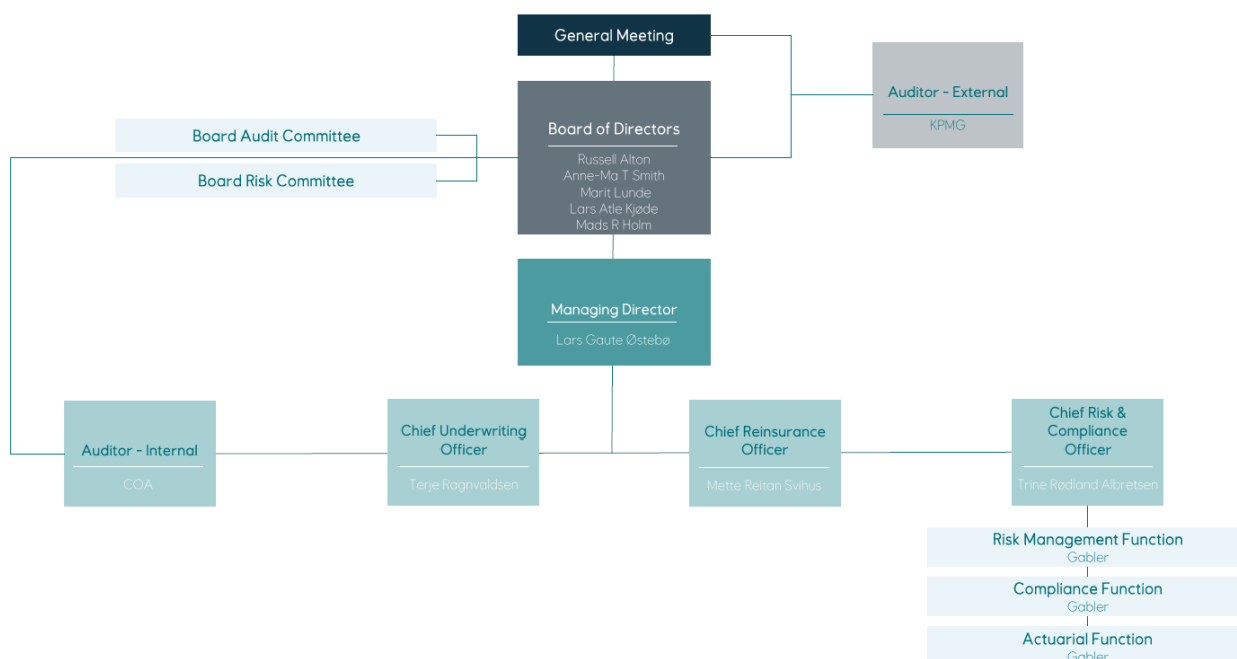 General Meeting
Auditor - External
KPMG
Board of Directors
Russell Alton
Anne-Ma T Smith
Marit Lunde
Lars Atle Kjøde
Mads R Holm
Board Audit Committee
Board Risk Committee
Managing Director
Lars Gaute Østebø
Auditor - Internal
COA
Chief Underwriting
Officer
Terje Ragnvaldsen
Chief Reinsurance
Officer
Mette Reitan Svihus
Chief Risk &
Compliance
Officer
Trine Rødland Albretsen
Risk Management Function
Gabler
Compliance Function
Gabler
Actuarial Function
Gabler